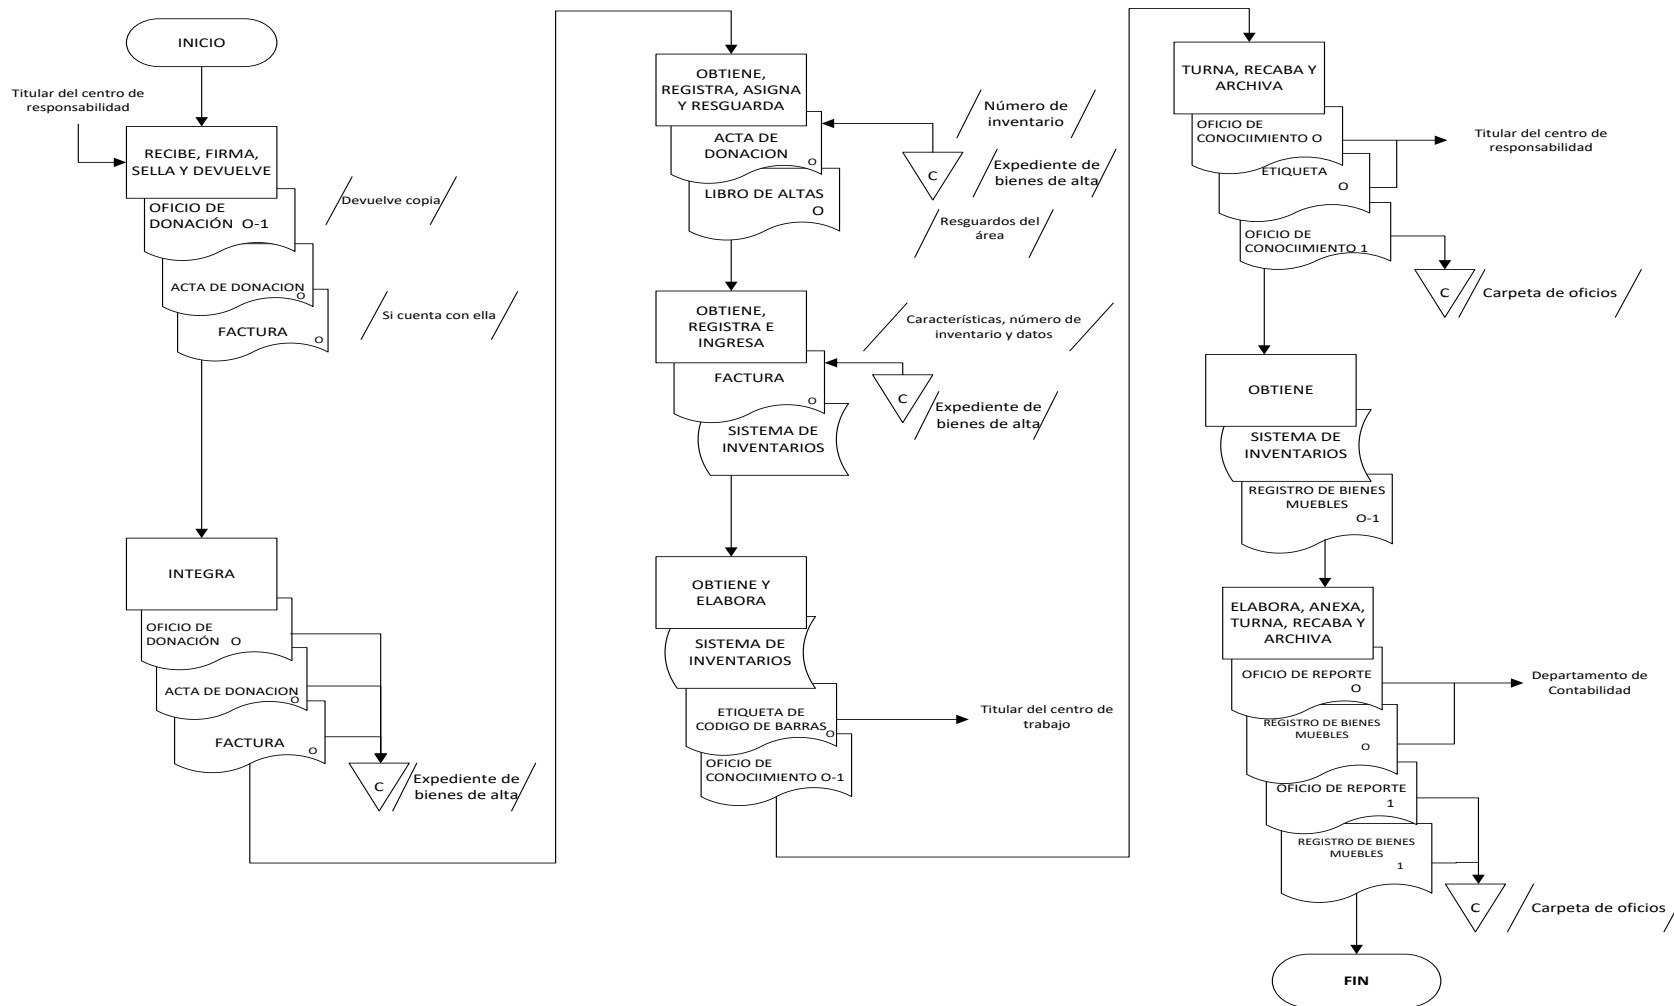 INICIO
Titular del centro de
responsabilidad
RECIBE, FIRMA,
SELLA Y DEVUELVE
OFICIO DE
DONACIÓN O-1
Devuelve copia
ACTA DE DONACION
O
FACTURA
O
Si cuenta con ella
INTEGRA
OFICIO DE
DONACIÓN O
ACTA DE DONACION
O
FACTURA
O
C
Expediente de
bienes de alta
OBTIENE,
REGISTRA, ASIGNA
Y RESGUARDA
ACTA DE
DONACION
O
LIBRO DE ALTAS
O
C
Número de
inventario
Expediente de
bienes de alta
Resguardos del
área
OBTIENE,
REGISTRA E
INGRESA
FACTURA
O
SISTEMA DE
INVENTARIOS
Características, número de
inventario y datos
C
Expediente de
bienes de alta
OBTIENE Y
ELABORA
SISTEMA DE
INVENTARIOS
ETIQUETA DE
CODIGO DE BARRAS
O
Titular del centro de
trabajo
OFICIO DE
CONOCIIMIENTO O-1
TURNA, RECABA Y
ARCHIVA
OFICIO DE
CONOCIIMIENTO O
Titular del centro de
responsabilidad
ETIQUETA
O
OFICIO DE
CONOCIIMIENTO 1
C
Carpeta de oficios
OBTIENE
SISTEMA DE
INVENTARIOS
REGISTRO DE BIENES
MUEBLES
O-1
ELABORA, ANEXA,
TURNA, RECABA Y
ARCHIVA
OFICIO DE REPORTE
O
Departamento de
Contabilidad
REGISTRO DE BIENES
MUEBLES
O
OFICIO DE REPORTE
1
REGISTRO DE BIENES
MUEBLES
1
C
Carpeta de oficios
FIN